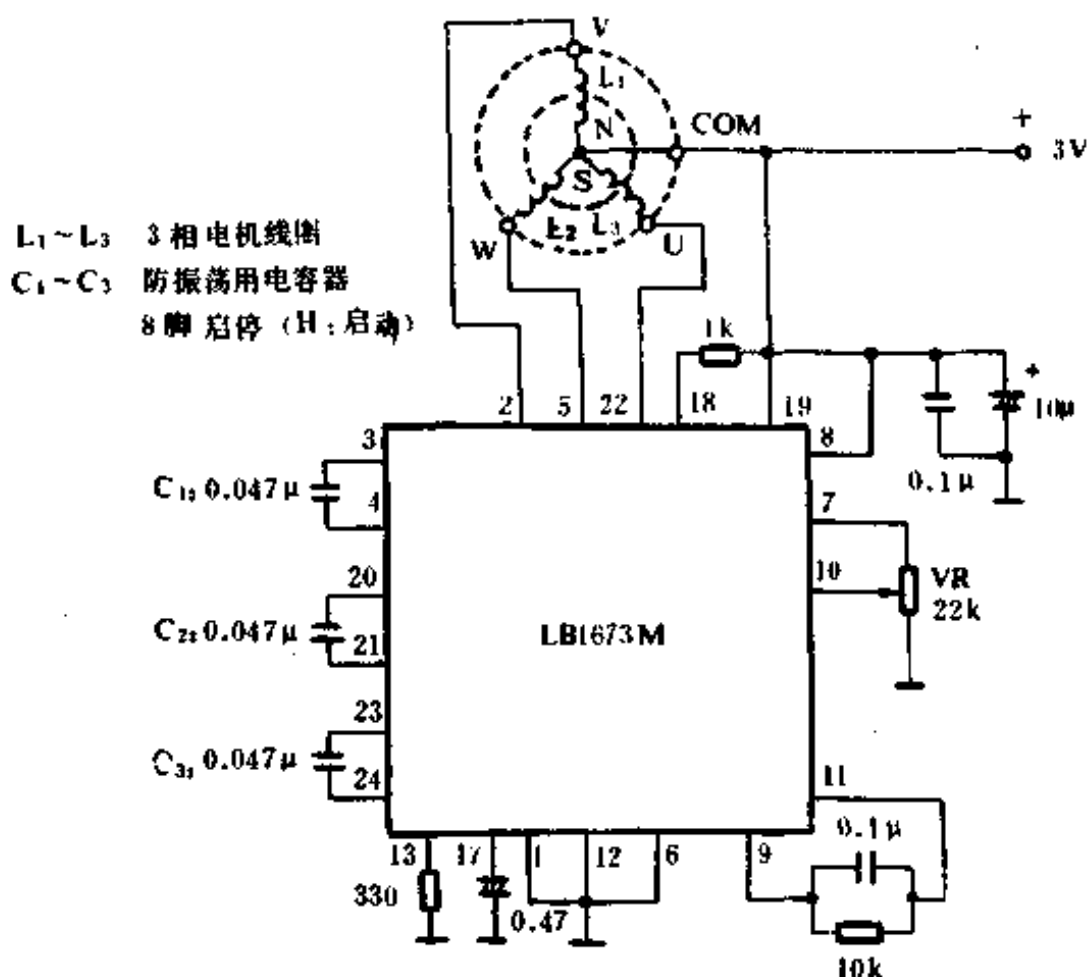 V
L₁
N
COM
+
3V
S
L₂
L₃
W
U
L₁~L₃ 3相电机线圈
C₁~C₃ 防振荡用电容器
8脚启停（H：启动）
1k
+
10μ
0.1μ
2
5
22
18
19
3
8
C₁: 0.047μ
4
7
20
10
VR
22k
C₂: 0.047μ
21
LB1673M
23
C₃: 0.047μ
24
11
0.1μ
13
17
1
12
6
9
330
0.47
10k